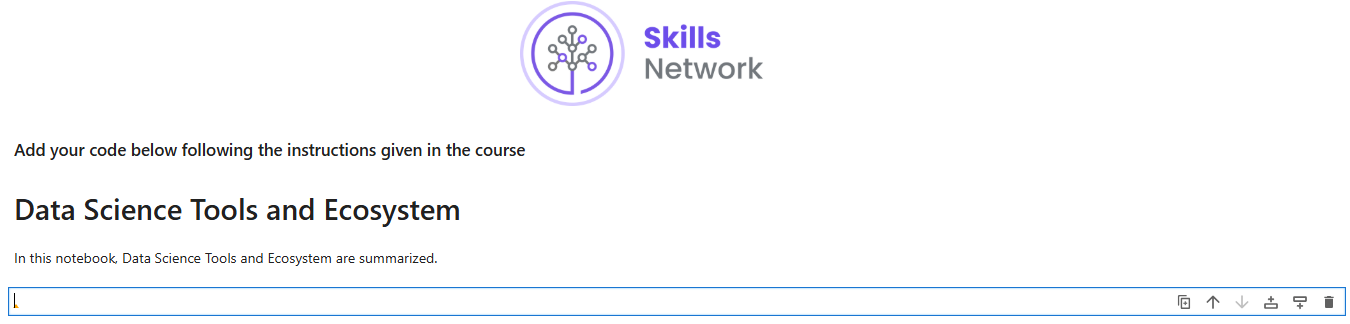 Skills
Network
Add your code below following the instructions given in the course
Data Science Tools and Ecosystem
In this notebook, Data Science Tools and Ecosystem are summarized.